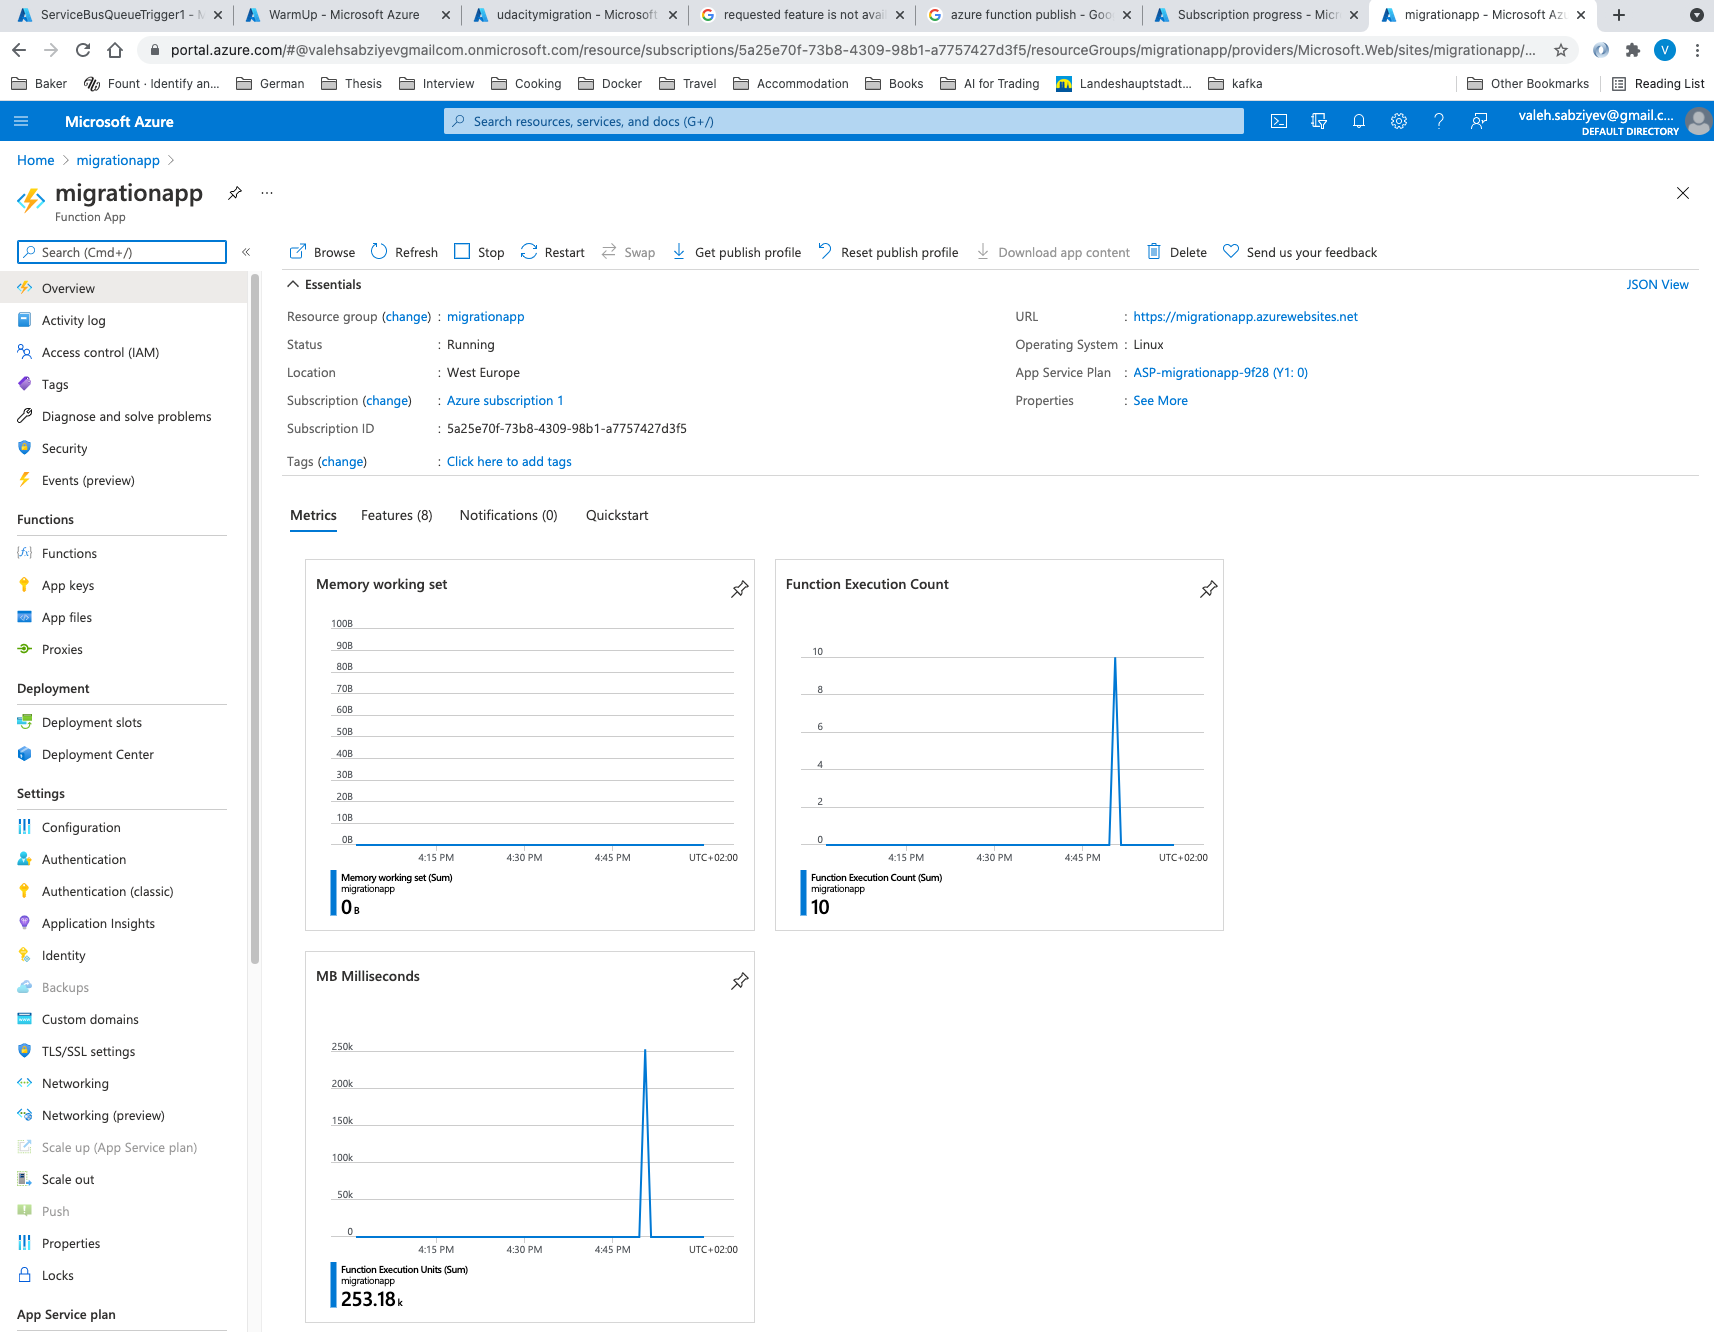 ServiceBusQueueTrigger1 - M
WarmUp - Microsoft Azure
udacitymigration - Microsoft
requested feature is not avai
azure function publish - Goo
Subscription progress - Micr
migrationapp - Microsoft Azu
portal.azure.com/#@valehsabziyevgmailcom.onmicrosoft.com/resource/subscriptions/5a25e70f-73b8-4309-98b1-a7757427d3f5/resourceGroups/migrationapp/providers/Microsoft.Web/sites/migrationapp/...
V
Baker
Fount · Identify an...
German
Thesis
Interview
Cooking
Docker
Travel
Accommodation
Books
AI for Trading
Landeshauptstadt...
kafka
Other Bookmarks
Reading List
Microsoft Azure
Search resources, services, and docs (G+/)
valeh.sabziyev@gmail.c...
DEFAULT DIRECTORY
Home > migrationapp >
migrationapp
...
Function App
Search (Cmd+/)
«
Browse
Refresh
Stop
Restart
Swap
Get publish profile
Reset publish profile
Download app content
Delete
Send us your feedback
Overview
Activity log
Access control (IAM)
Tags
Diagnose and solve problems
Security
Events (preview)
Functions
Functions
App keys
App files
Proxies
Deployment
Deployment slots
Deployment Center
Settings
Configuration
Authentication
Authentication (classic)
Application Insights
Identity
Backups
Custom domains
TLS/SSL settings
Networking
Networking (preview)
Scale up (App Service plan)
Scale out
Push
Properties
Locks
App Service plan
Essentials
JSON View
Resource group (change) : migrationapp
Status : Running
Location : West Europe
Subscription (change) : Azure subscription 1
Subscription ID : 5a25e70f-73b8-4309-98b1-a7757427d3f5
Tags (change) : Click here to add tags
URL : https://migrationapp.azurewebsites.net
Operating System : Linux
App Service Plan : ASP-migrationapp-9f28 (Y1: 0)
Properties : See More
Metrics
Features (8)
Notifications (0)
Quickstart
Memory working set
100B
90B
80B
70B
60B
50B
40B
30B
20B
10B
0B
4:15 PM
4:30 PM
4:45 PM
UTC+02:00
Memory working set (Sum)
migrationapp
0 B
Function Execution Count
10
8
6
4
2
0
4:15 PM
4:30 PM
4:45 PM
UTC+02:00
Function Execution Count (Sum)
migrationapp
10
MB Milliseconds
250k
200k
150k
100k
50k
0
4:15 PM
4:30 PM
4:45 PM
UTC+02:00
Function Execution Units (Sum)
migrationapp
253.18 k